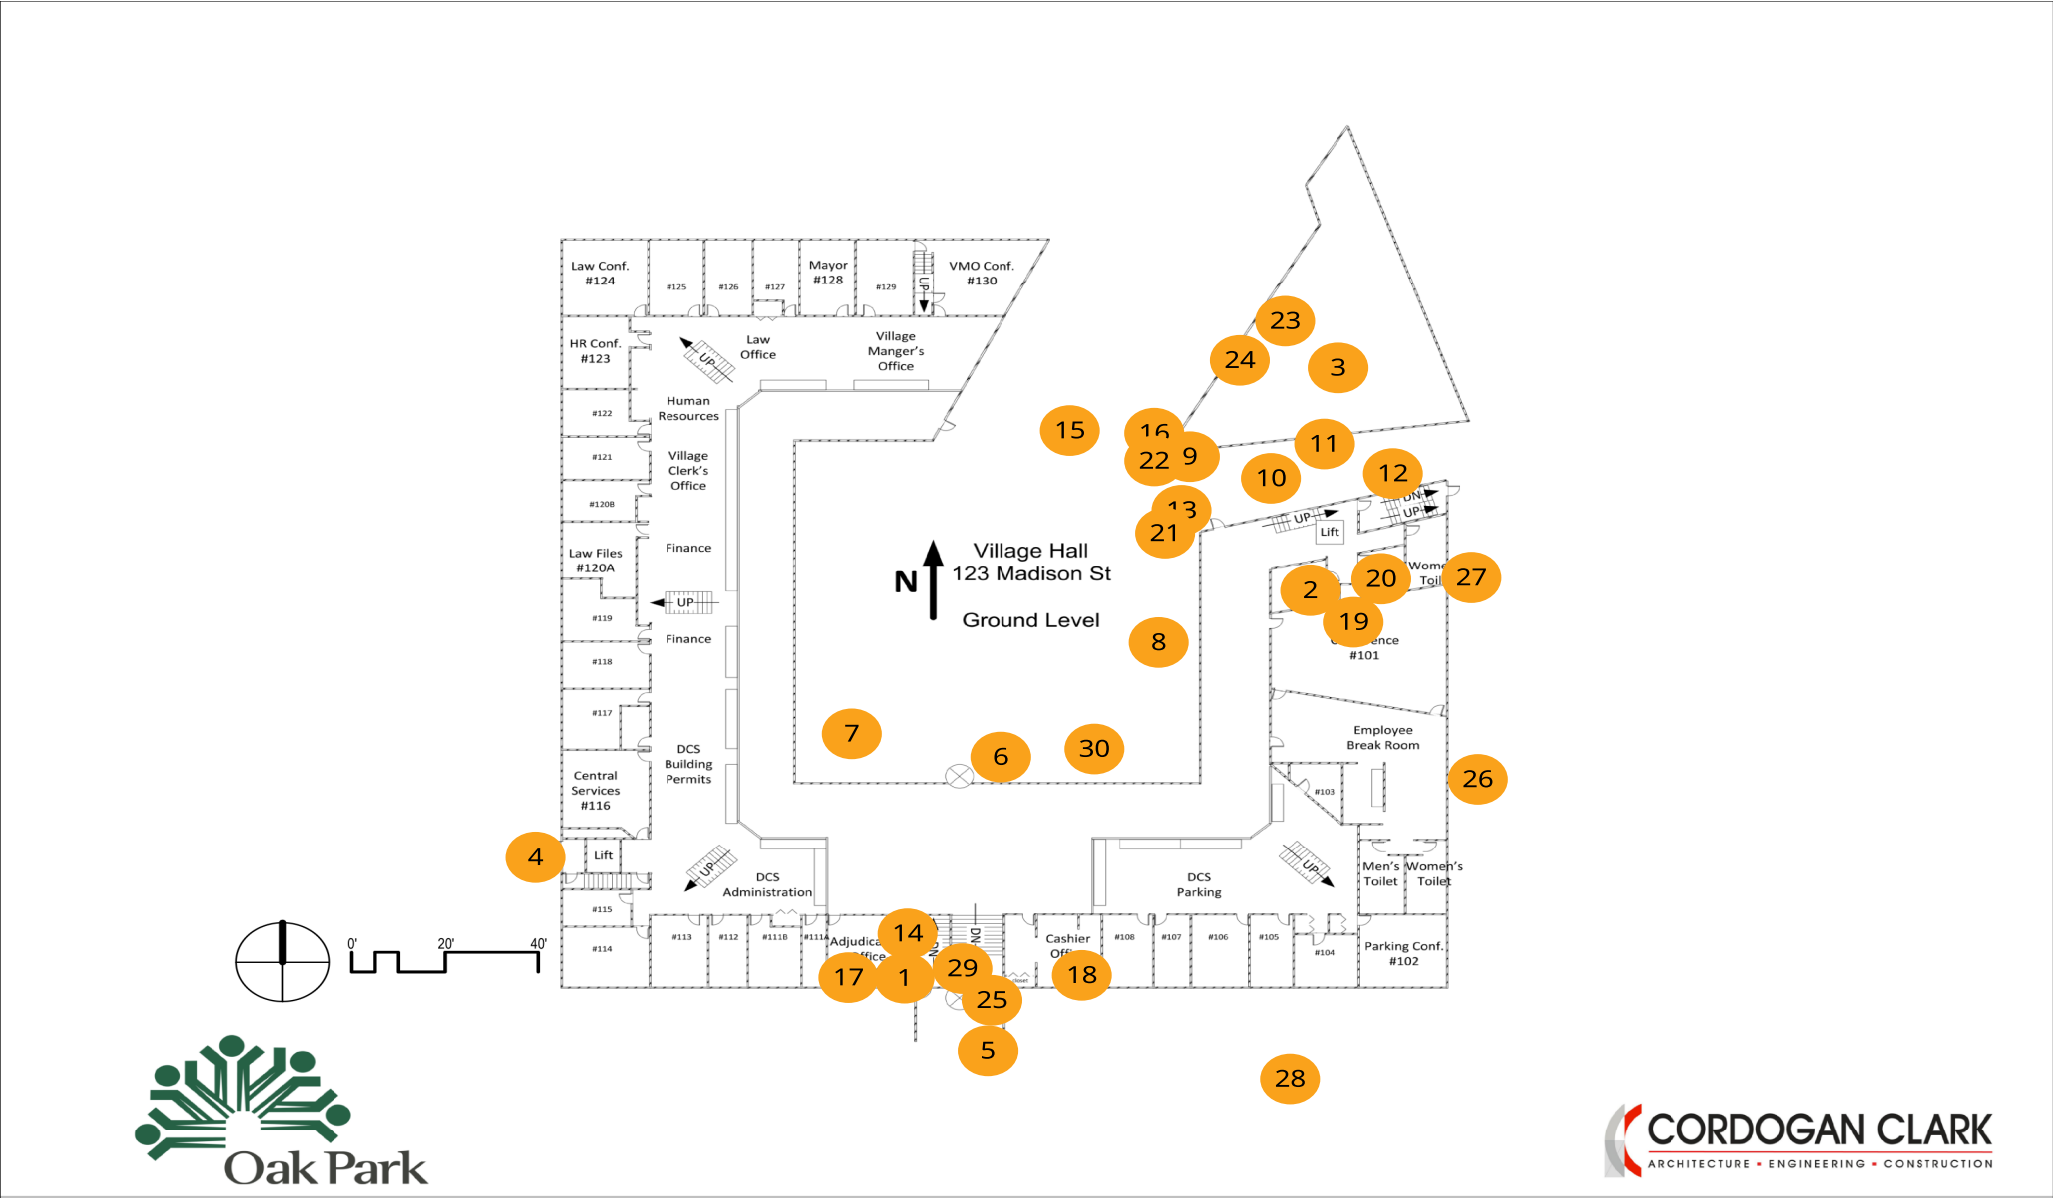 Law Conf.
#124
#125
#126
#127
Mayor
#128
#129
UP
VMO Conf.
#130
HR Conf.
#123
UP
Law
Office
Village
Manger's
Office
23
24
3
#122
Human
Resources
15
16
22
9
11
10
12
#121
Village
Clerk's
Office
DN
UP
#120B
13
21
UP
Lift
Law Files
#120A
Finance
N
Village Hall
123 Madison St
Ground Level
2
20
27
19
#101
UP
#119
Finance
8
#118
#117
7
6
30
Employee
Break Room
DCS
Building
Permits
Central
Services
#116
#103
26
4
Lift
UP
DCS
Administration
DCS
Parking
UP
Men's
Toilet
Women's
Toilet
#115
#114
#113
#112
#111B
#111A
14
17
1
DN
29
25
5
Cashier
18
#108
#107
#106
#105
#104
Parking Conf.
#102
28
0'
20'
40'
Oak Park
CORDOGAN CLARK
ARCHITECTURE ▪ ENGINEERING ▪ CONSTRUCTION